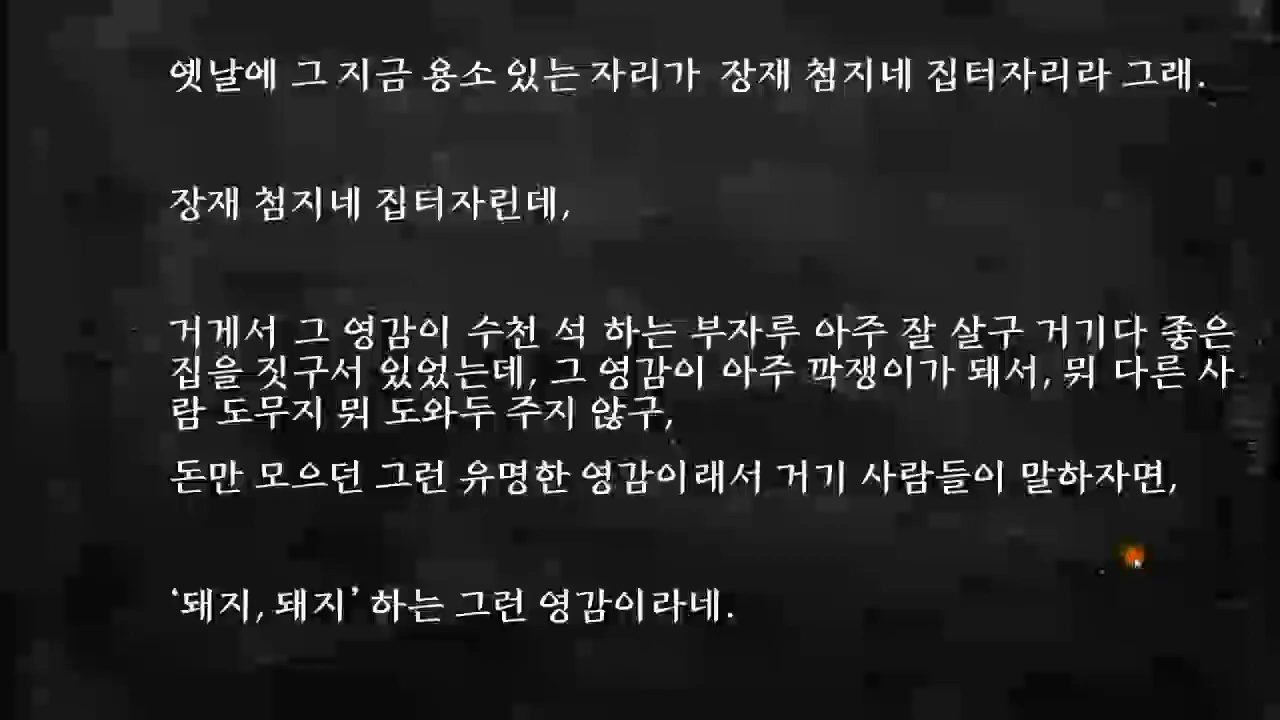 옛날에 그 지금 용소 있는 자리가 장재 첨지네 집터자리라 그래.
장재 첨지네 집터자린데,
거게서 그 영감이 수천 석 하는 부자루 아주 잘 살구 거기다 좋은
집을 짓구서 있었는데, 그 영감이 아주 깍쟁이가 돼서, 뭐 다른 사
람 도무지 뭐 도와두 주지 않구,
돈만 모으던 그런 유명한 영감이래서 거기 사람들이 말하자면,
‘돼지, 돼지’ 하는 그런 영감이라네.